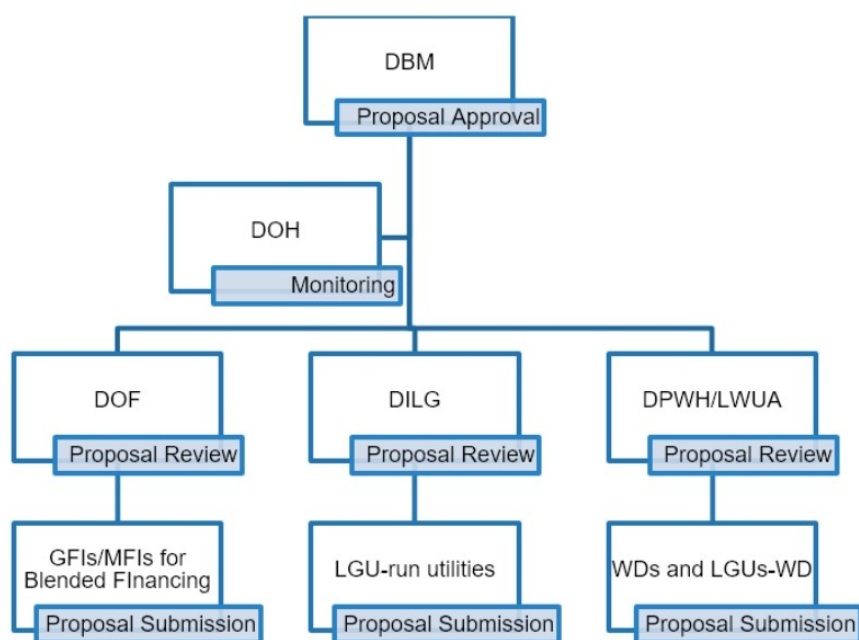 DBM
Proposal Approval
DOH
Monitoring
DOF
Proposal Review
DILG
Proposal Review
DPWH/LWUA
Proposal Review
GFIs/MFIs for
Blended FInancing
Proposal Submission
LGU-run utilities
Proposal Submission
WDs and LGUs-WD
Proposal Submission